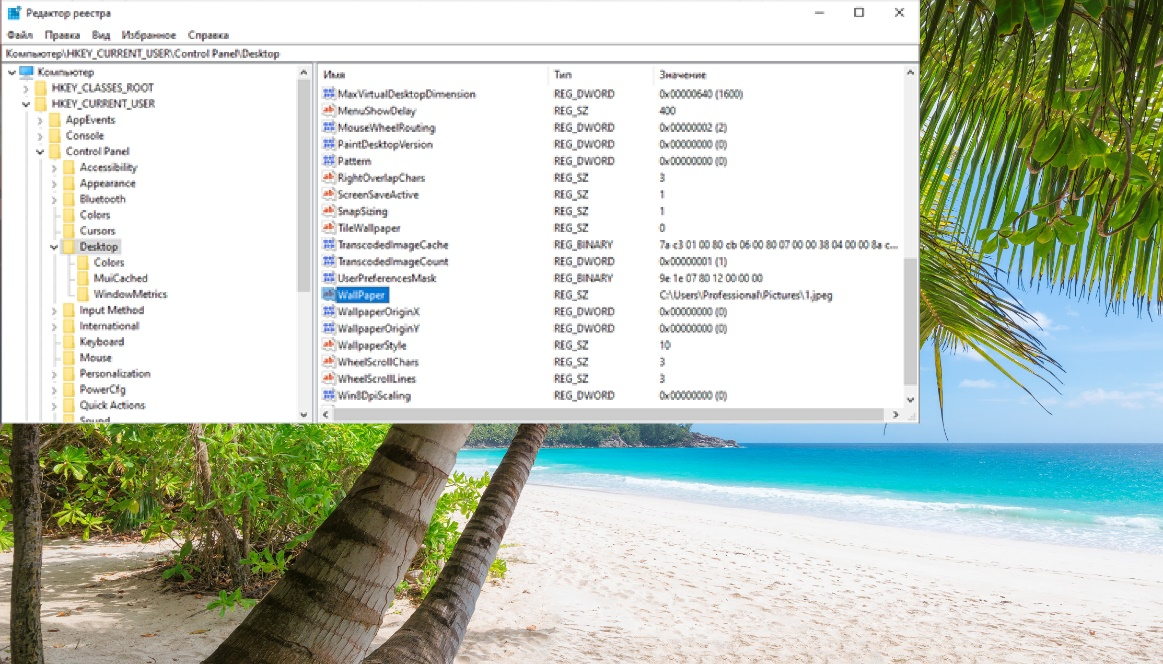 Редактор реестра
Файл Правка Вид Избранное Справка
Компьютер\HKEY_CURRENT_USER\Control Panel\Desktop
Компьютер
HKEY_CLASSES_ROOT
HKEY_CURRENT_USER
AppEvents
Console
Control Panel
Accessibility
Appearance
Bluetooth
Colors
Cursors
Desktop
Colors
MuiCached
WindowMetrics
Input Method
International
Keyboard
Mouse
Personalization
PowerCfg
Quick Actions
Sound
Имя Тип Значение
MaxVirtualDesktopDimension REG_DWORD 0x00000640 (1600)
MenuShowDelay REG_SZ 400
MouseWheelRouting REG_DWORD 0x00000002 (2)
PaintDesktopVersion REG_DWORD 0x00000000 (0)
Pattern REG_DWORD 0x00000000 (0)
RightOverlapChars REG_SZ 3
ScreenSaveActive REG_SZ 1
SnapSizing REG_SZ 1
TileWallpaper REG_SZ 0
TranscodedImageCache REG_BINARY 7a c3 01 00 80 cb 06 00 80 07 00 00 38 04 00 00 8a c...
TranscodedImageCount REG_DWORD 0x00000001 (1)
UserPreferencesMask REG_BINARY 9e 1e 07 80 12 00 00 00
WallPaper REG_SZ C:\Users\Professional\Pictures\1.jpeg
WallpaperOriginX REG_DWORD 0x00000000 (0)
WallpaperOriginY REG_DWORD 0x00000000 (0)
WallpaperStyle REG_SZ 10
WheelScrollChars REG_SZ 3
WheelScrollLines REG_SZ 3
Win8DpiScaling REG_DWORD 0x00000000 (0)